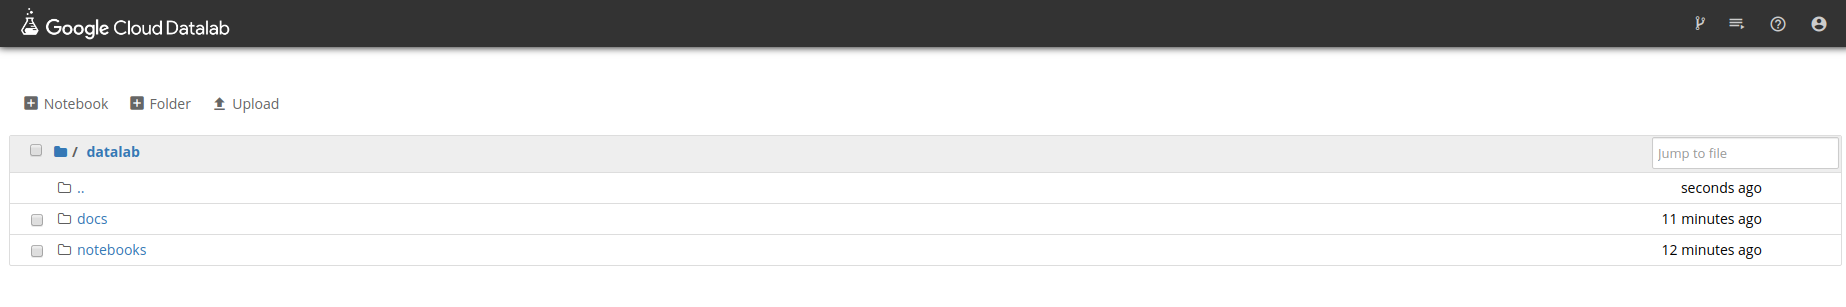 Google Cloud Datalab
Notebook Folder Upload
/ datalab Jump to file
.. seconds ago
docs 11 minutes ago
notebooks 12 minutes ago